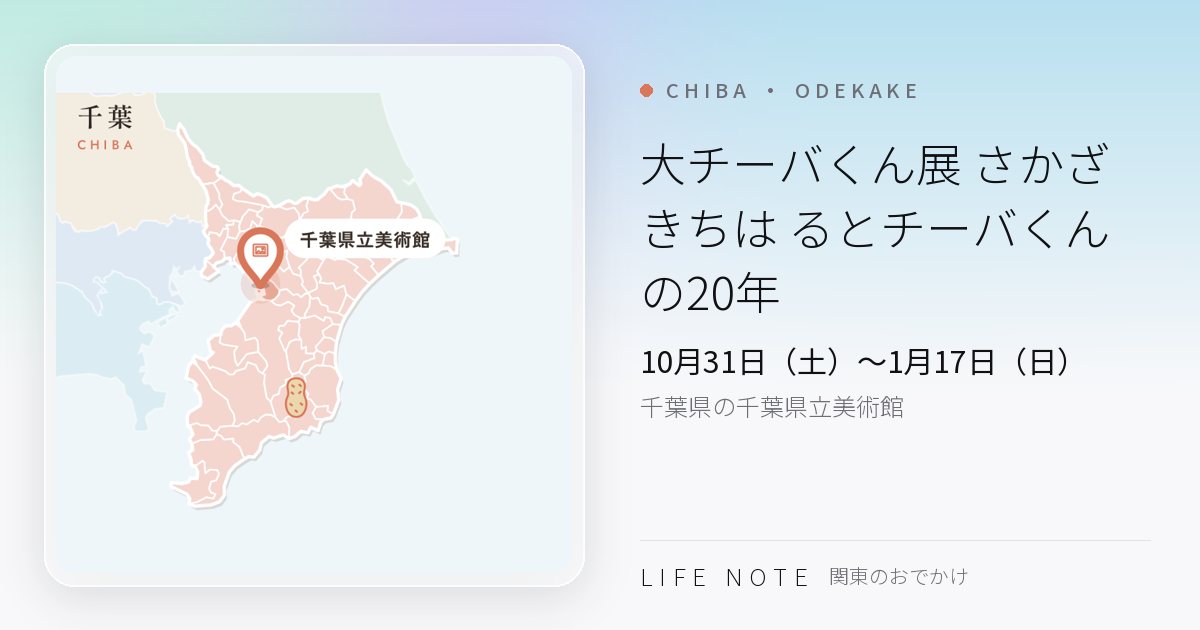 千葉
CHIBA
千葉県立美術館
CHIBA • ODEKAKE
大チーバくん展 さかざ
きちは るとチーバくん
の20年
10月31日（土）〜1月17日（日）
千葉県の千葉県立美術館
LIFE NOTE 関東のおでかけ